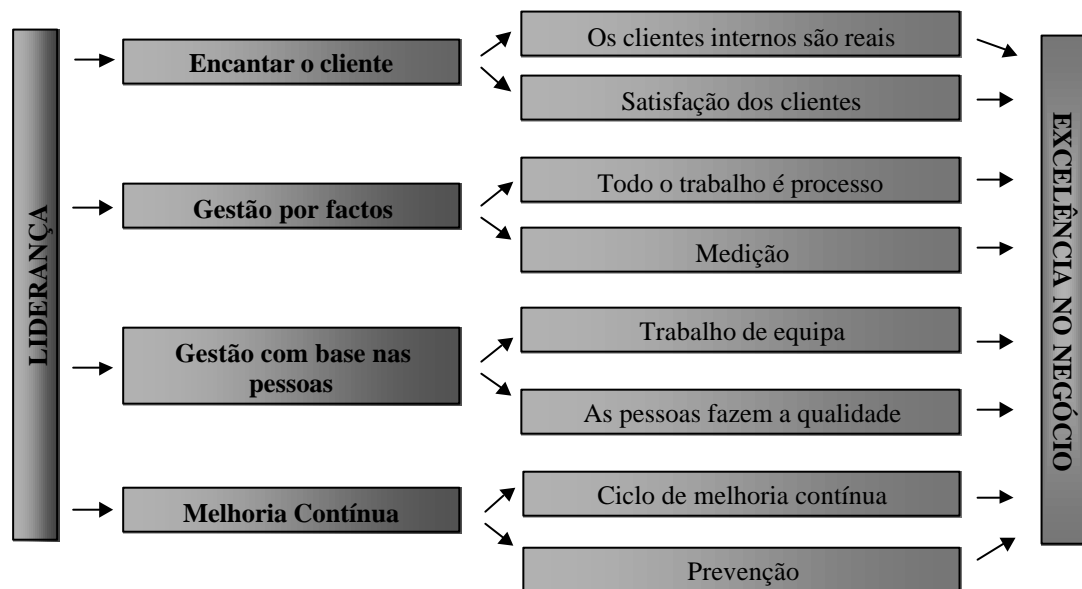 LIDERANÇA
Encantar o cliente
Os clientes internos são reais
Satisfação dos clientes
Gestão por factos
Todo o trabalho é processo
Medição
Gestão com base nas
pessoas
Trabalho de equipa
As pessoas fazem a qualidade
Melhoria Contínua
Ciclo de melhoria contínua
Prevenção
EXCELÊNCIA NO NEGÓCIO